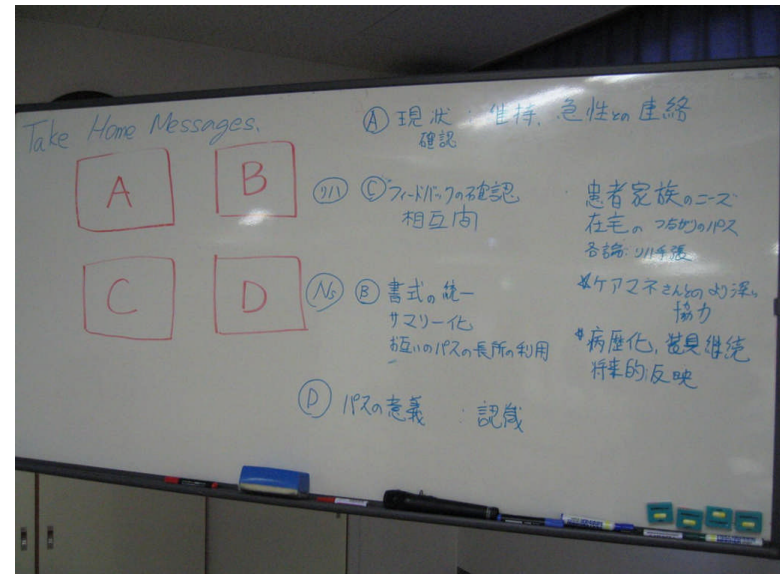 Take Home Messages.
A
B
C
D
Ⓐ 現状 : 維持、急性との連絡
確認
リハ Ⓒ フィードバックの確認
相互間
Ns Ⓑ 書式の統一
サマリー化
お互いのパスの長所の利用
Ⓓ パスの意義 : 認識
患者家族のニーズ
在宅の つながりのパス
各論: リハ手張
*ケアマネさんとのより深い
協力
*病歴化、 継続
将来的反映